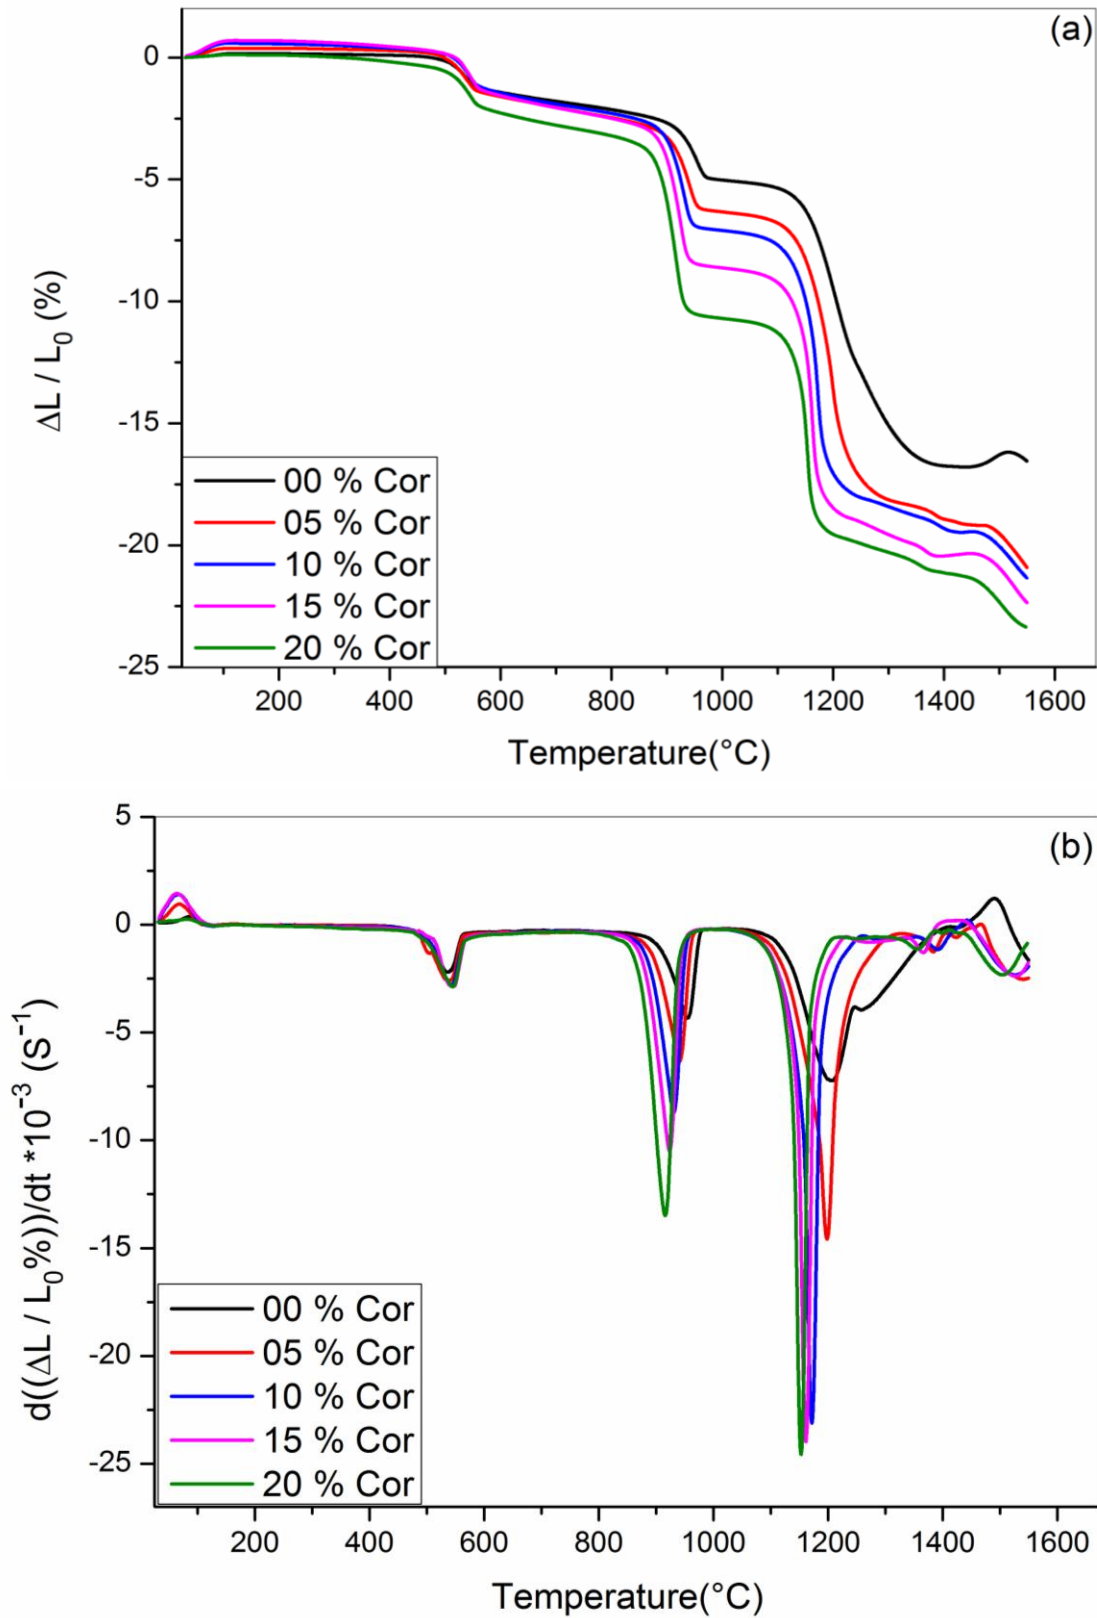 (a)
0
-5
-10
-15
-20
-25
ΔL / L₀ (%)
00 % Cor
05 % Cor
10 % Cor
15 % Cor
20 % Cor
200 400 600 800 1000 1200 1400 1600
Temperature(°C)
(b)
5
0
-5
-10
-15
-20
-25
d((ΔL / L₀%))/dt *10⁻³ (S⁻¹)
00 % Cor
05 % Cor
10 % Cor
15 % Cor
20 % Cor
200 400 600 800 1000 1200 1400 1600
Temperature(°C)